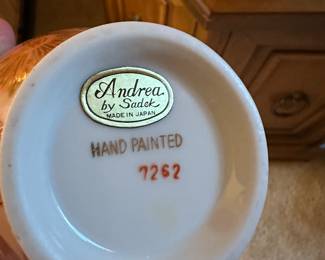 Andrea
by Sadek
MADE IN JAPAN
HAND PAINTED
7262